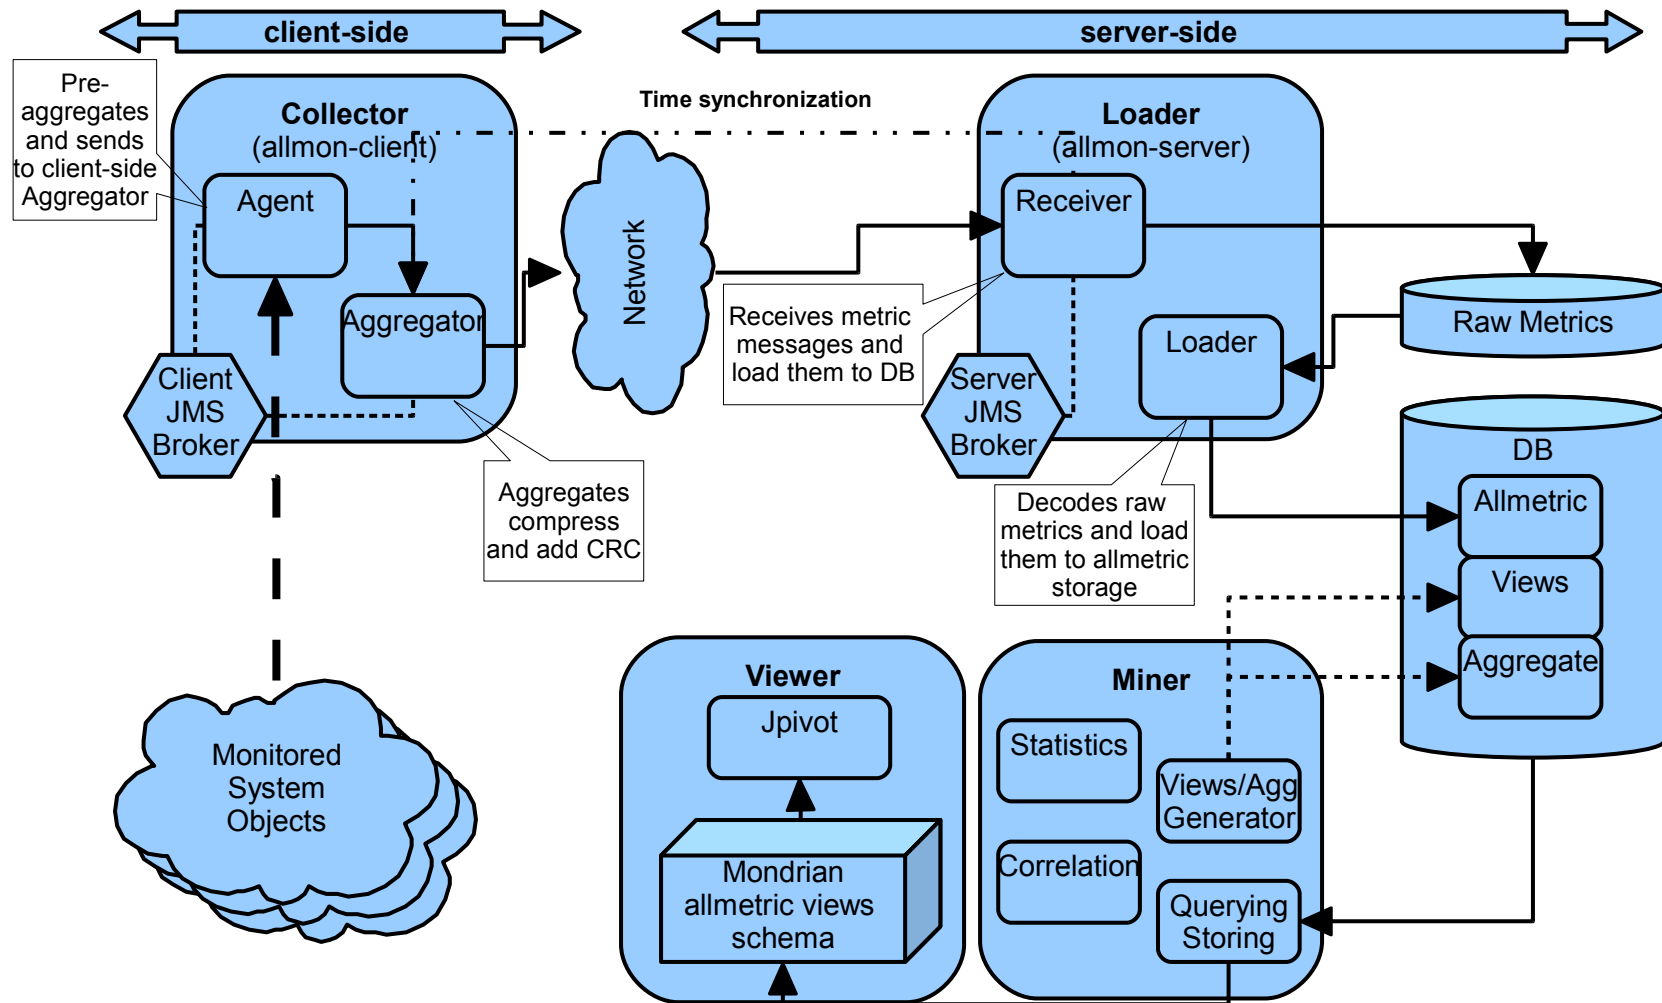 client-side
server-side
Pre-
aggregates
and sends
to client-side
Aggregator
Collector
(allmon-client)
Time synchronization
Loader
(allmon-server)
Agent
Receiver
Network
Aggregator
Raw Metrics
Receives metric
messages and
load them to DB
Loader
Client
JMS
Broker
Server
JMS
Broker
DB
Aggregates
compress
and add CRC
Decodes raw
metrics and load
them to allmetric
storage
Allmetric
Views
Aggregate
Viewer
Miner
Jpivot
Statistics
Monitored
System
Objects
Views/Agg
Generator
Mondrian
allmetric views
schema
Correlation
Querying
Storing